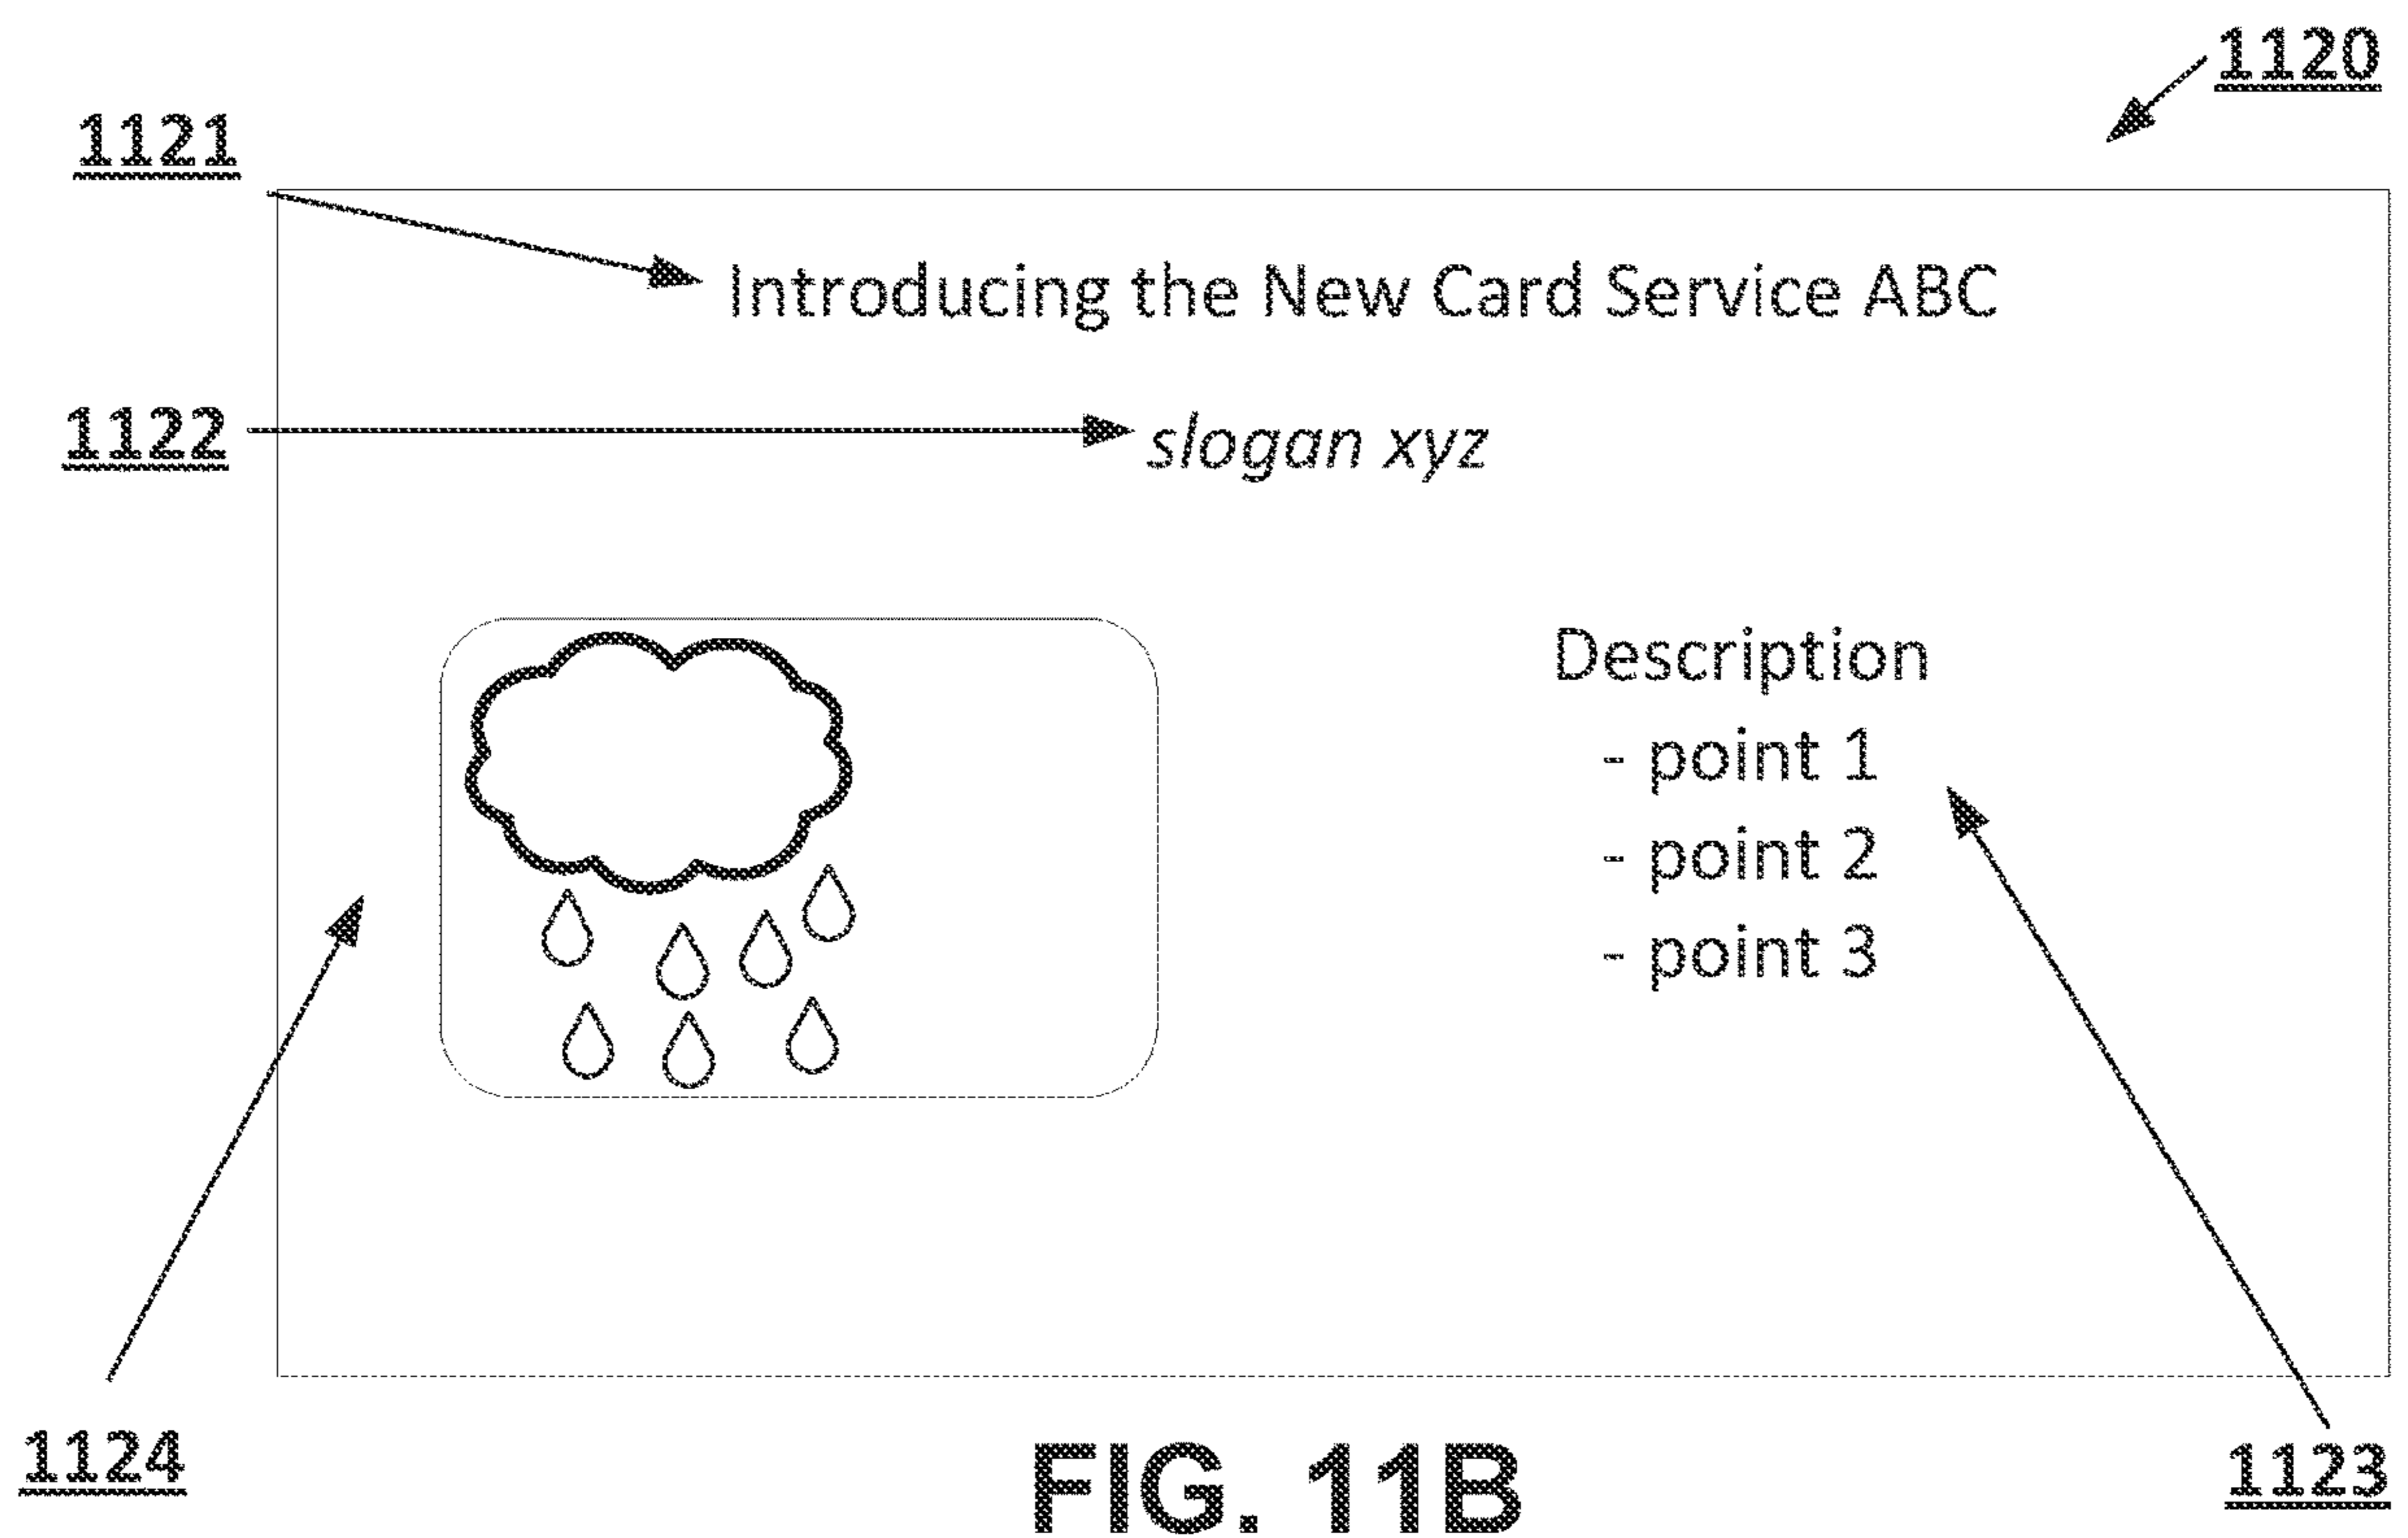 1120
1121
Introducing the New Card Service ABC
1122
slogan xyz
Description
- point 1
- point 2
- point 3
1124
FIG. 11B
1123